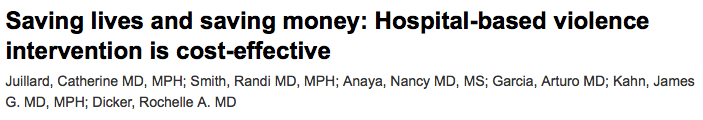 Saving lives and saving money: Hospital-based violence
intervention is cost-effective
Juillard, Catherine MD, MPH; Smith, Randi MD, MPH; Anaya, Nancy MD, MS; Garcia, Arturo MD; Kahn, James
G. MD, MPH; Dicker, Rochelle A. MD